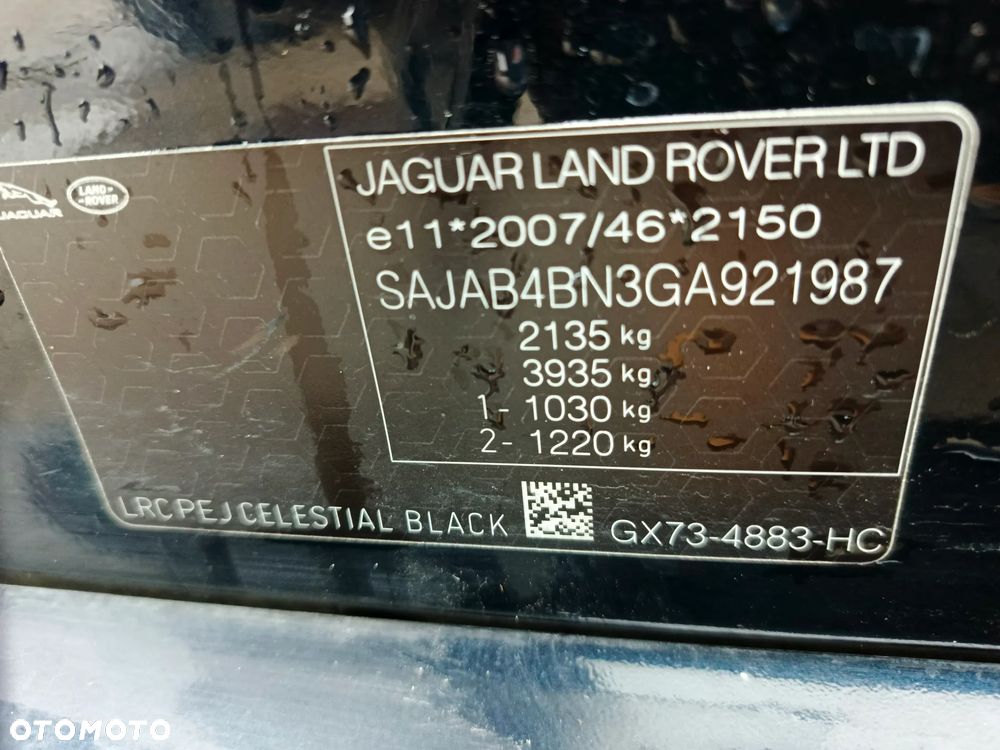 JAGUAR
LAND-
-ROVER
JAGUAR LAND ROVER LTD
e11*2007/46*2150
SAJAB4BN3GA921987
2135 kg
3935 kg
1- 1030 kg
2- 1220 kg
LRC PEJ CELESTIAL BLACK
GX73-4883-HC
OTOMOTO